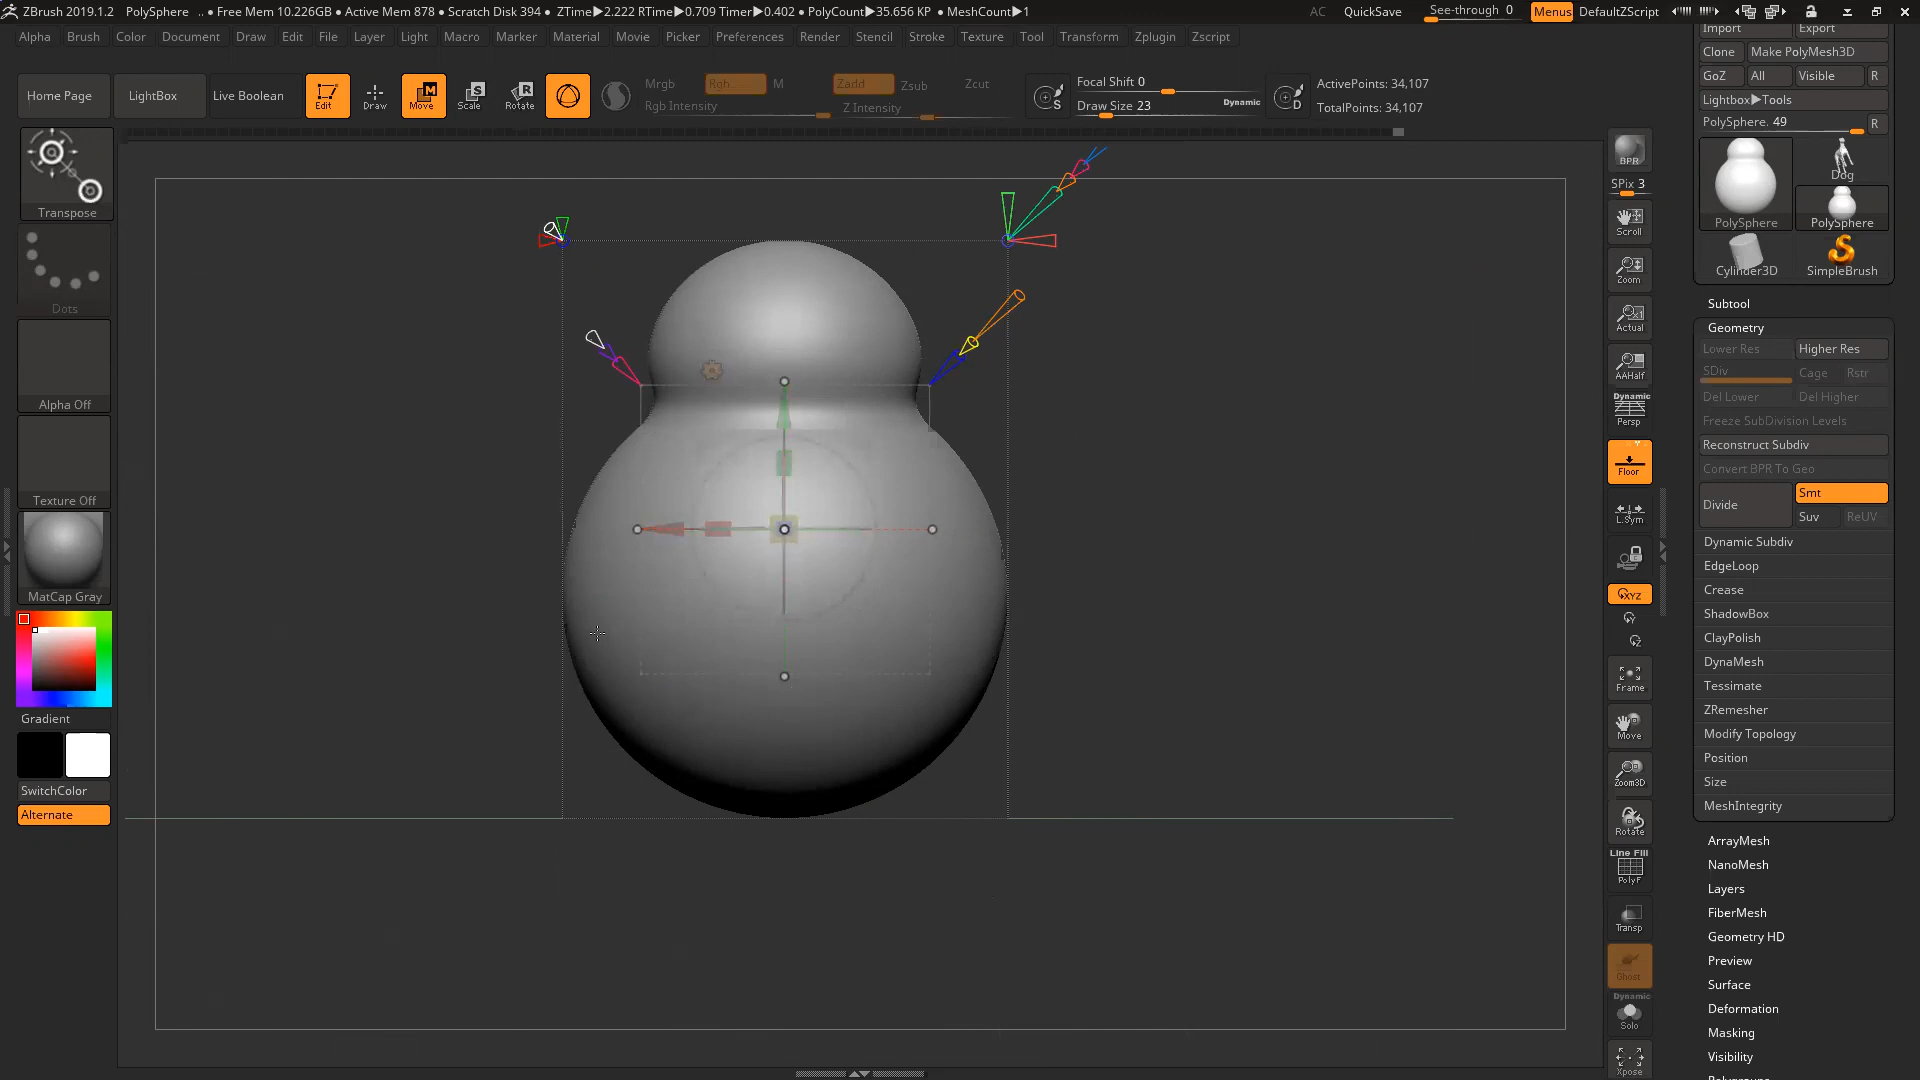 ZBrush 2019.1.2 PolySphere .. ● Free Mem 10.226GB ● Active Mem 878 ● Scratch Disk 394 ● ZTime▶2.222 RTime▶0.709 Timer▶0.402 ● PolyCount▶35.656 KP ● MeshCount▶1 AC QuickSave See-through 0 Menus DefaultZScript
Alpha Brush Color Document Draw Edit File Layer Light Macro Marker Material Movie Picker Preferences Render Stencil Stroke Texture Tool Transform Zplugin Zscript
Home Page LightBox Live Boolean Edit Draw Move Scale Rotate
Mrgb Rgb M Zadd Zsub Zcut
Rgb Intensity Z Intensity
S Focal Shift 0
Draw Size 23 Dynamic D
ActivePoints: 34,107
TotalPoints: 34,107
Transpose
Dots
Alpha Off
Texture Off
MatCap Gray
Gradient
SwitchColor
Alternate
BPR
SPix 3
Scroll
Zoom
Actual
AAHalf
Dynamic
Persp
Floor
L.Sym
XYZ
Y
Z
Frame
Move
Zoom3D
Rotate
Line Fill
PolyF
Transp
Ghost
Dynamic
Solo
Xpose
Import Export
Clone Make PolyMesh3D
GoZ All Visible R
Lightbox▶Tools
PolySphere. 49 R
PolySphere Dog
PolySphere
Cylinder3D SimpleBrush
Subtool
Geometry
Lower Res Higher Res
SDiv Cage Rstr
Del Lower Del Higher
Freeze SubDivision Levels
Reconstruct Subdiv
Convert BPR To Geo
Divide Smt
Suv ReUV
Dynamic Subdiv
EdgeLoop
Crease
ShadowBox
ClayPolish
DynaMesh
Tessimate
ZRemesher
Modify Topology
Position
Size
MeshIntegrity
ArrayMesh
NanoMesh
Layers
FiberMesh
Geometry HD
Preview
Surface
Deformation
Masking
Visibility